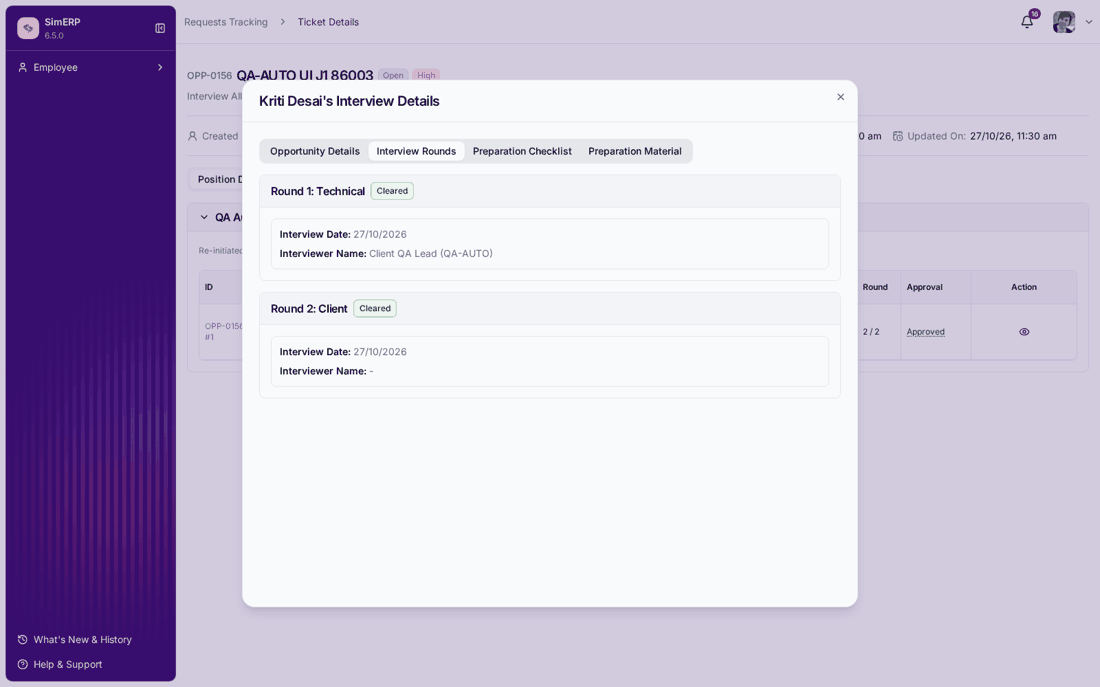 SimERP
6.5.0
Employee
What's New & History
Help & Support
Requests Tracking > Ticket Details
16
OPP-0156 QA-AUTO UI J1 86003 Open High
Interview All
Created
0 am Updated On: 27/10/26, 11:30 am
Position D
QA Au
Re-initiated
ID Round Approval Action
OPP-0156 2 / 2 Approved
#1
Kriti Desai's Interview Details
Opportunity Details Interview Rounds Preparation Checklist Preparation Material
Round 1: Technical Cleared
Interview Date: 27/10/2026
Interviewer Name: Client QA Lead (QA-AUTO)
Round 2: Client Cleared
Interview Date: 27/10/2026
Interviewer Name: -